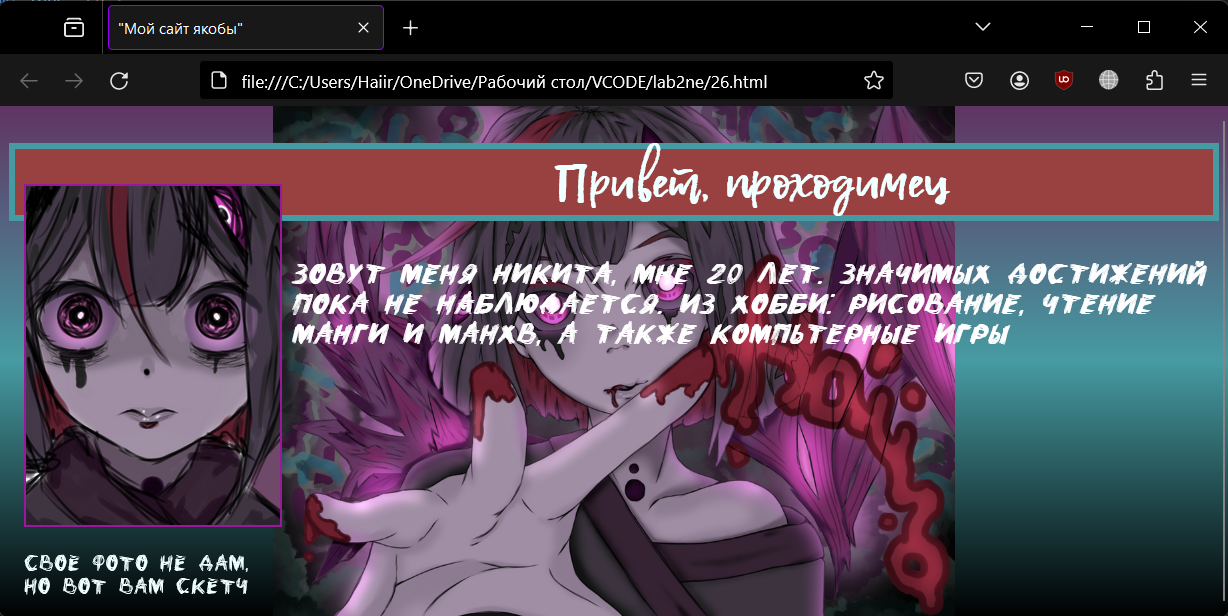 "Мой сайт якобы"
file:///C:/Users/Haiir/OneDrive/Рабочий стол/VCODE/lab2ne/26.html
Привет, проходимец
ЗОВУТ МЕНЯ НИКИТА, МНЕ 20 ЛЕТ. ЗНАЧИМЫХ ДОСТИЖЕНИЙ
ПОКА НЕ НАБЛЮДАЕТСЯ. ИЗ ХОББИ: РИСОВАНИЕ, ЧТЕНИЕ
МАНГИ И МАНХВ, А ТАКЖЕ КОМПЬТЕРНЫЕ ИГРЫ
СВОЕ ФОТО НЕ ДАМ,
НО ВОТ ВАМ СКЕТЧ